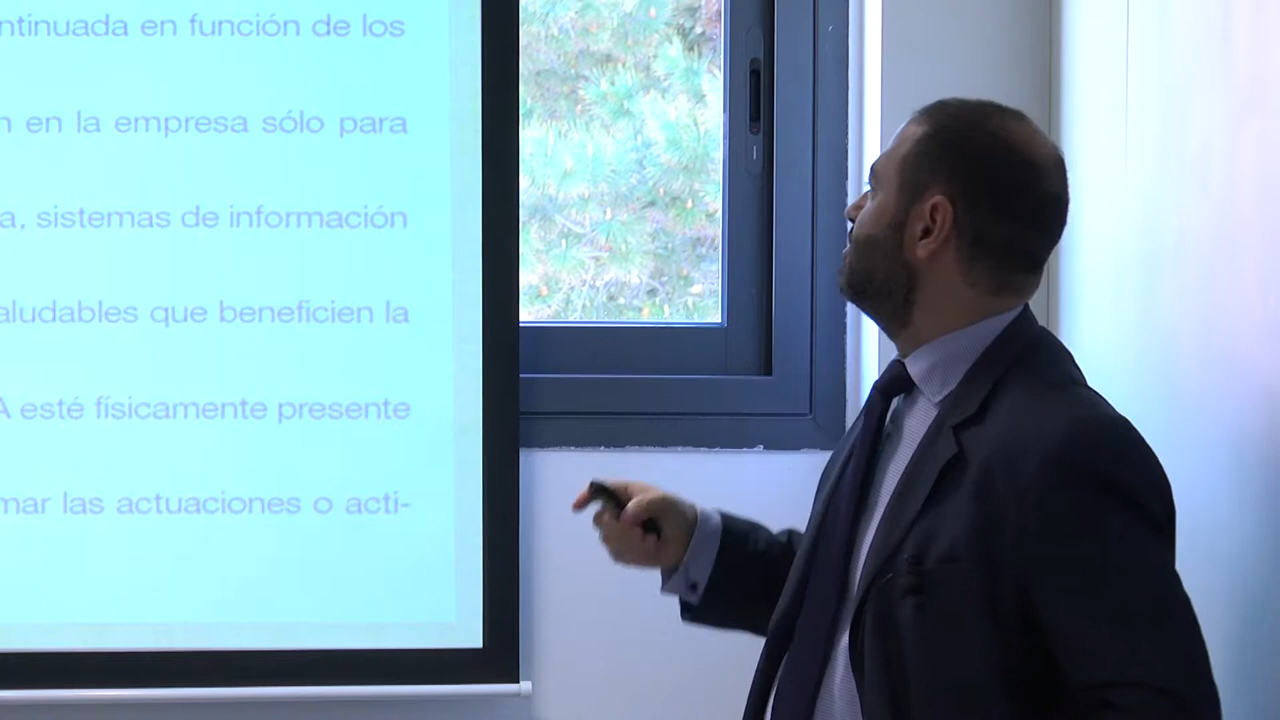 ntinuada en función de los
n en la empresa sólo para
a, sistemas de información
aludables que beneficien la
A esté físicamente presente
mar las actuaciones o acti-